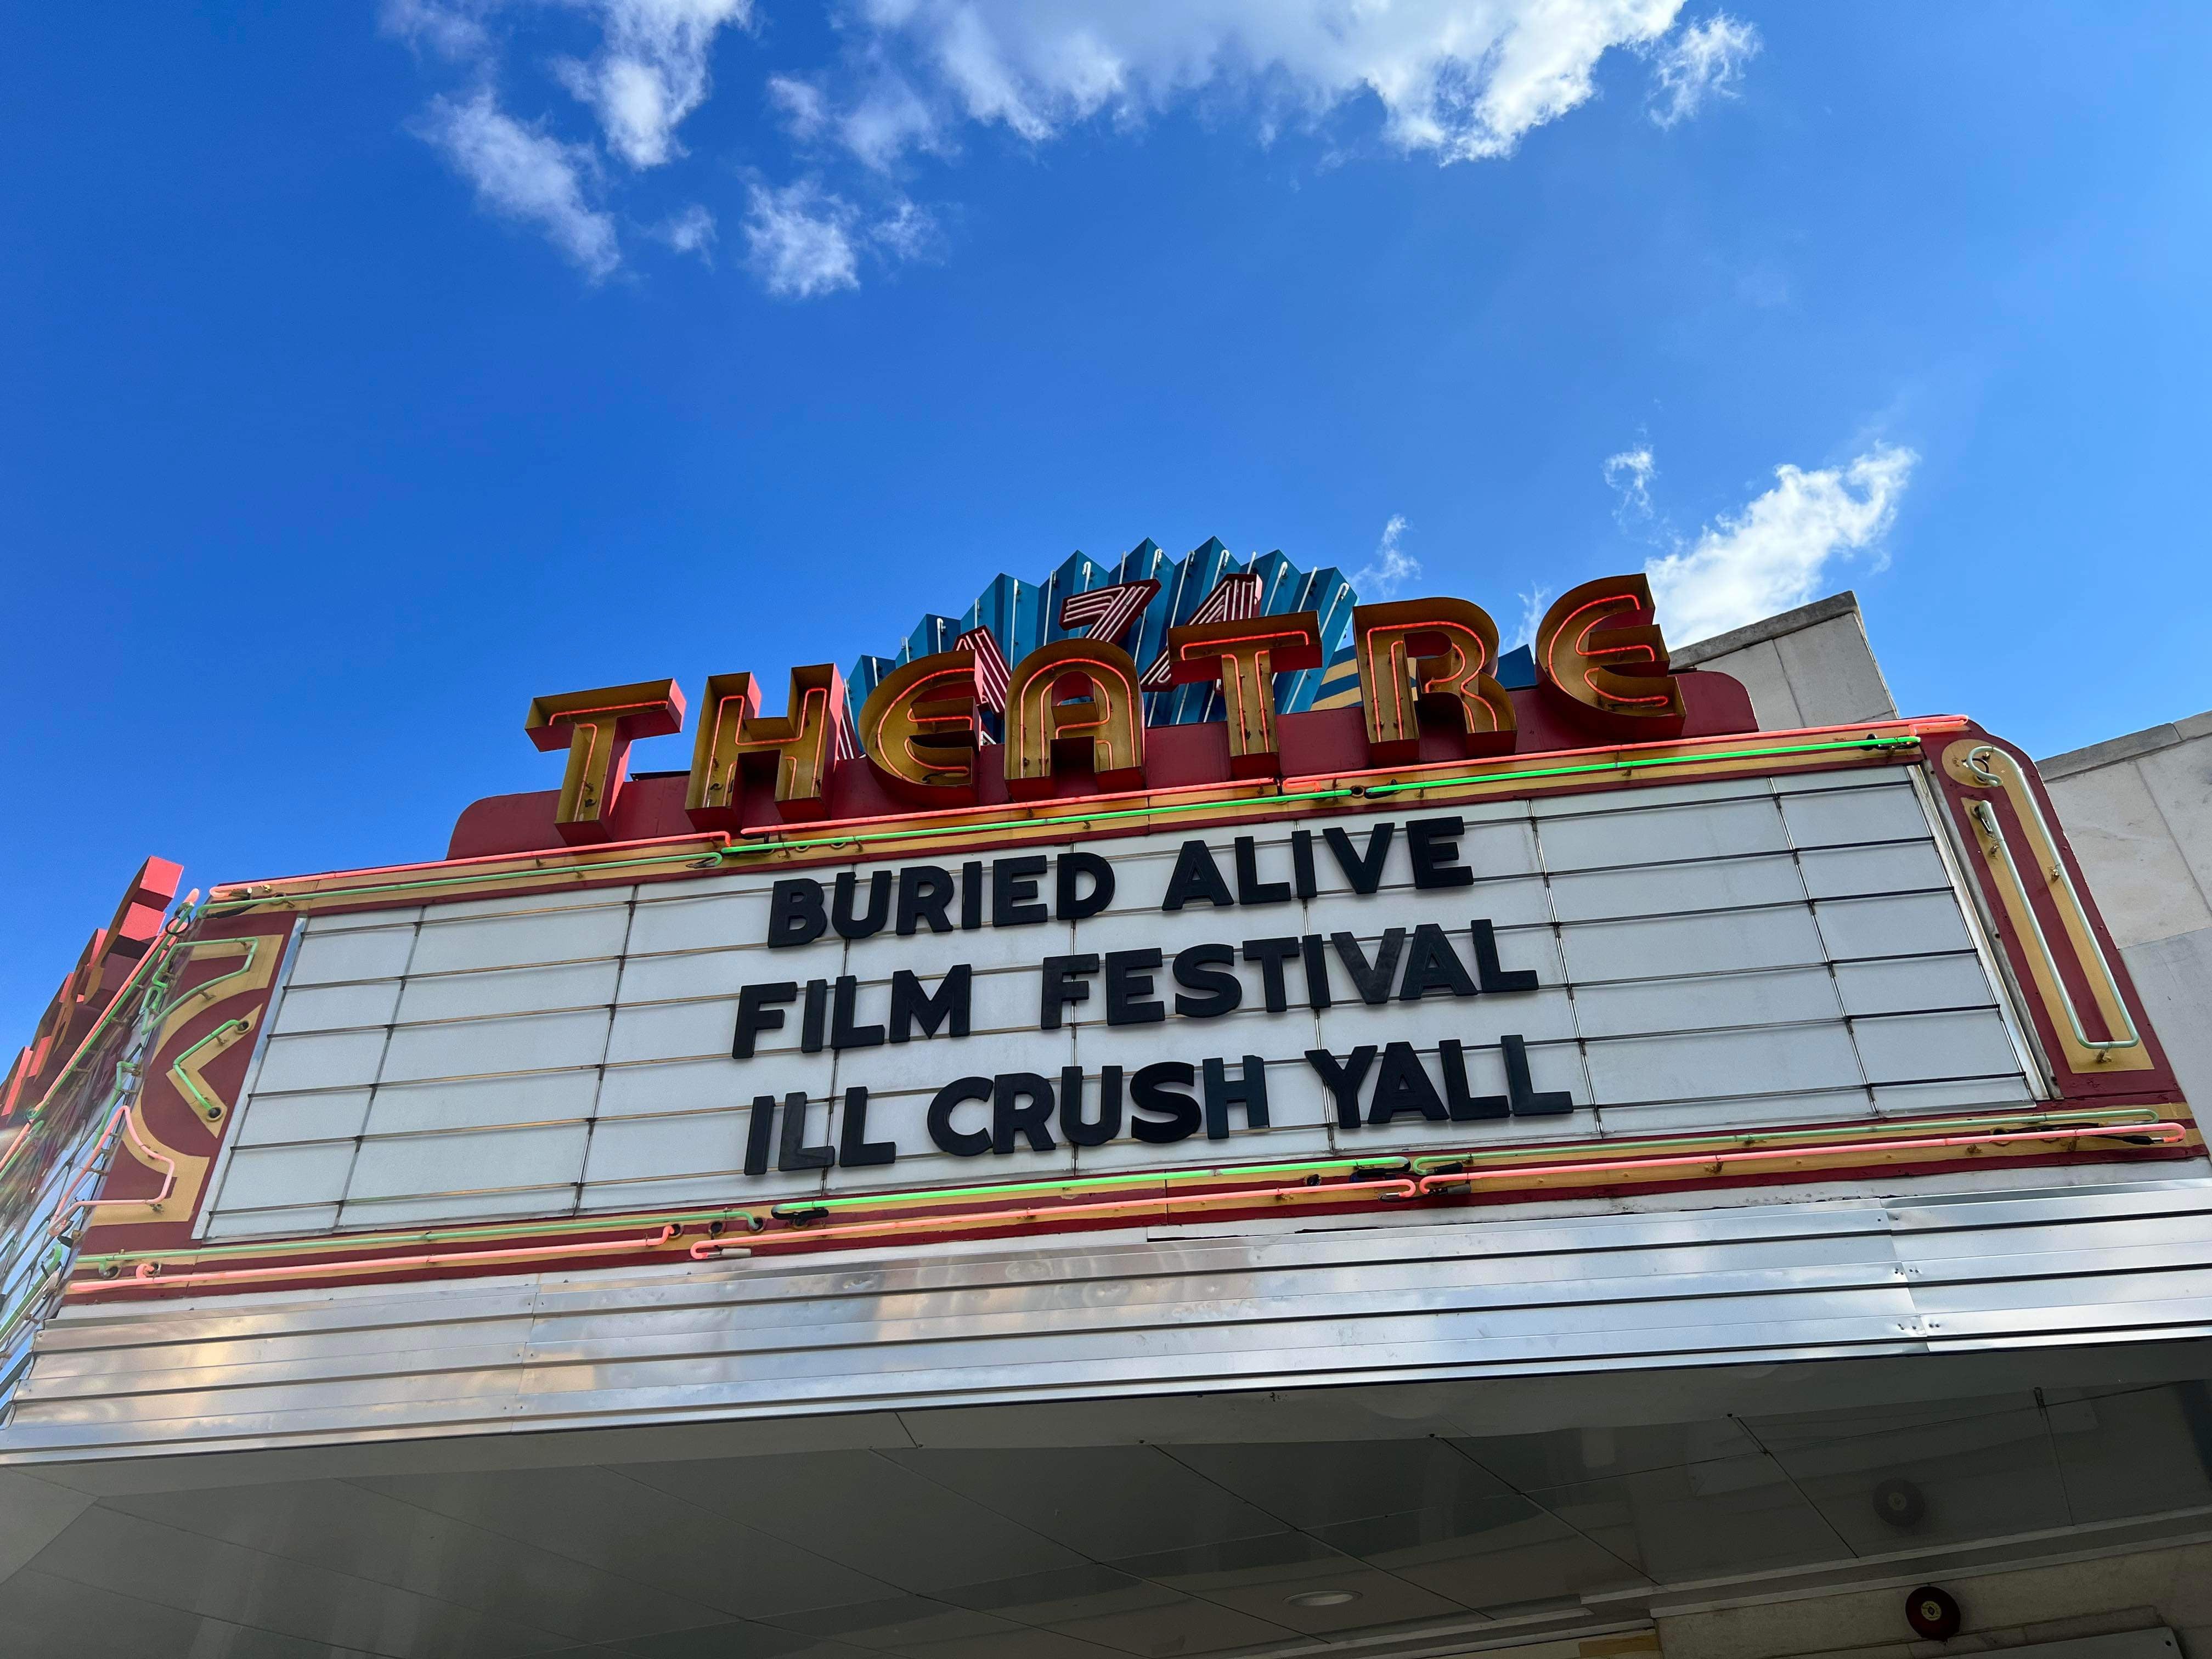 THEATRE
BURIED ALIVE
FILM FESTIVAL
ILL CRUSH YALL